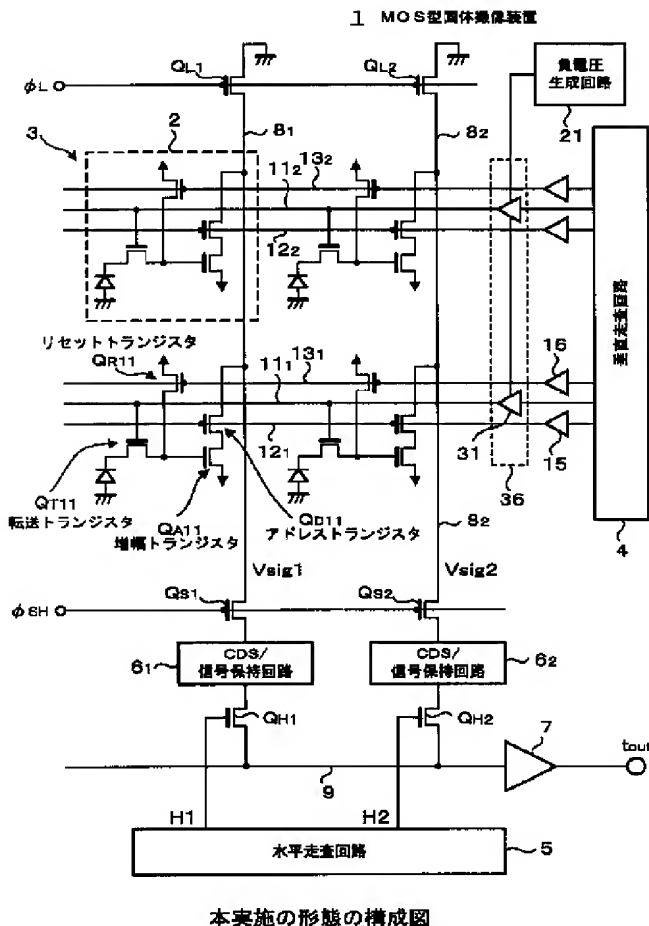 1 MOS型固体撮像装置
QL1
QL2
φL
負電圧
生成回路
21
2
81
82
3
132
112
122
リセットトランジスタ
QR11
131
111
121
16
31
15
36
垂直走査回路
4
QT11
転送トランジスタ
QA11
増幅トランジスタ
QD11
アドレストランジスタ
82
Vsig1
Vsig2
QS1
QS2
φSH
61
CDS/
信号保持回路
CDS/
信号保持回路
62
QH1
QH2
7
tout
9
H1
H2
水平走査回路
5
本実施の形態の構成図